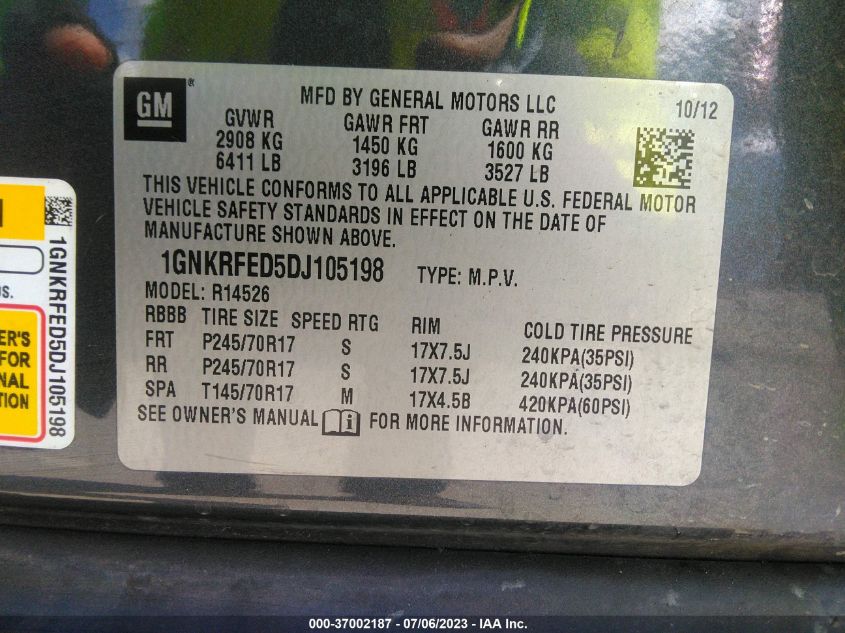 GM ®
MFD BY GENERAL MOTORS LLC
10/12
GVWR GAWR FRT GAWR RR
2908 KG 1450 KG 1600 KG
6411 LB 3196 LB 3527 LB
THIS VEHICLE CONFORMS TO ALL APPLICABLE U.S. FEDERAL MOTOR
VEHICLE SAFETY STANDARDS IN EFFECT ON THE DATE OF
MANUFACTURE SHOWN ABOVE.
1GNKRFED5DJ105198 TYPE: M.P.V.
MODEL: R14526
RBBB TIRE SIZE SPEED RTG RIM COLD TIRE PRESSURE
FRT P245/70R17 S 17X7.5J 240KPA(35PSI)
RR P245/70R17 S 17X7.5J 240KPA(35PSI)
SPA T145/70R17 M 17X4.5B 420KPA(60PSI)
SEE OWNER'S MANUAL i FOR MORE INFORMATION.
1GNKRFED5DJ105198
US.
ER'S
FOR
NAL
TION
000-37002187 - 07/06/2023 - IAA Inc.